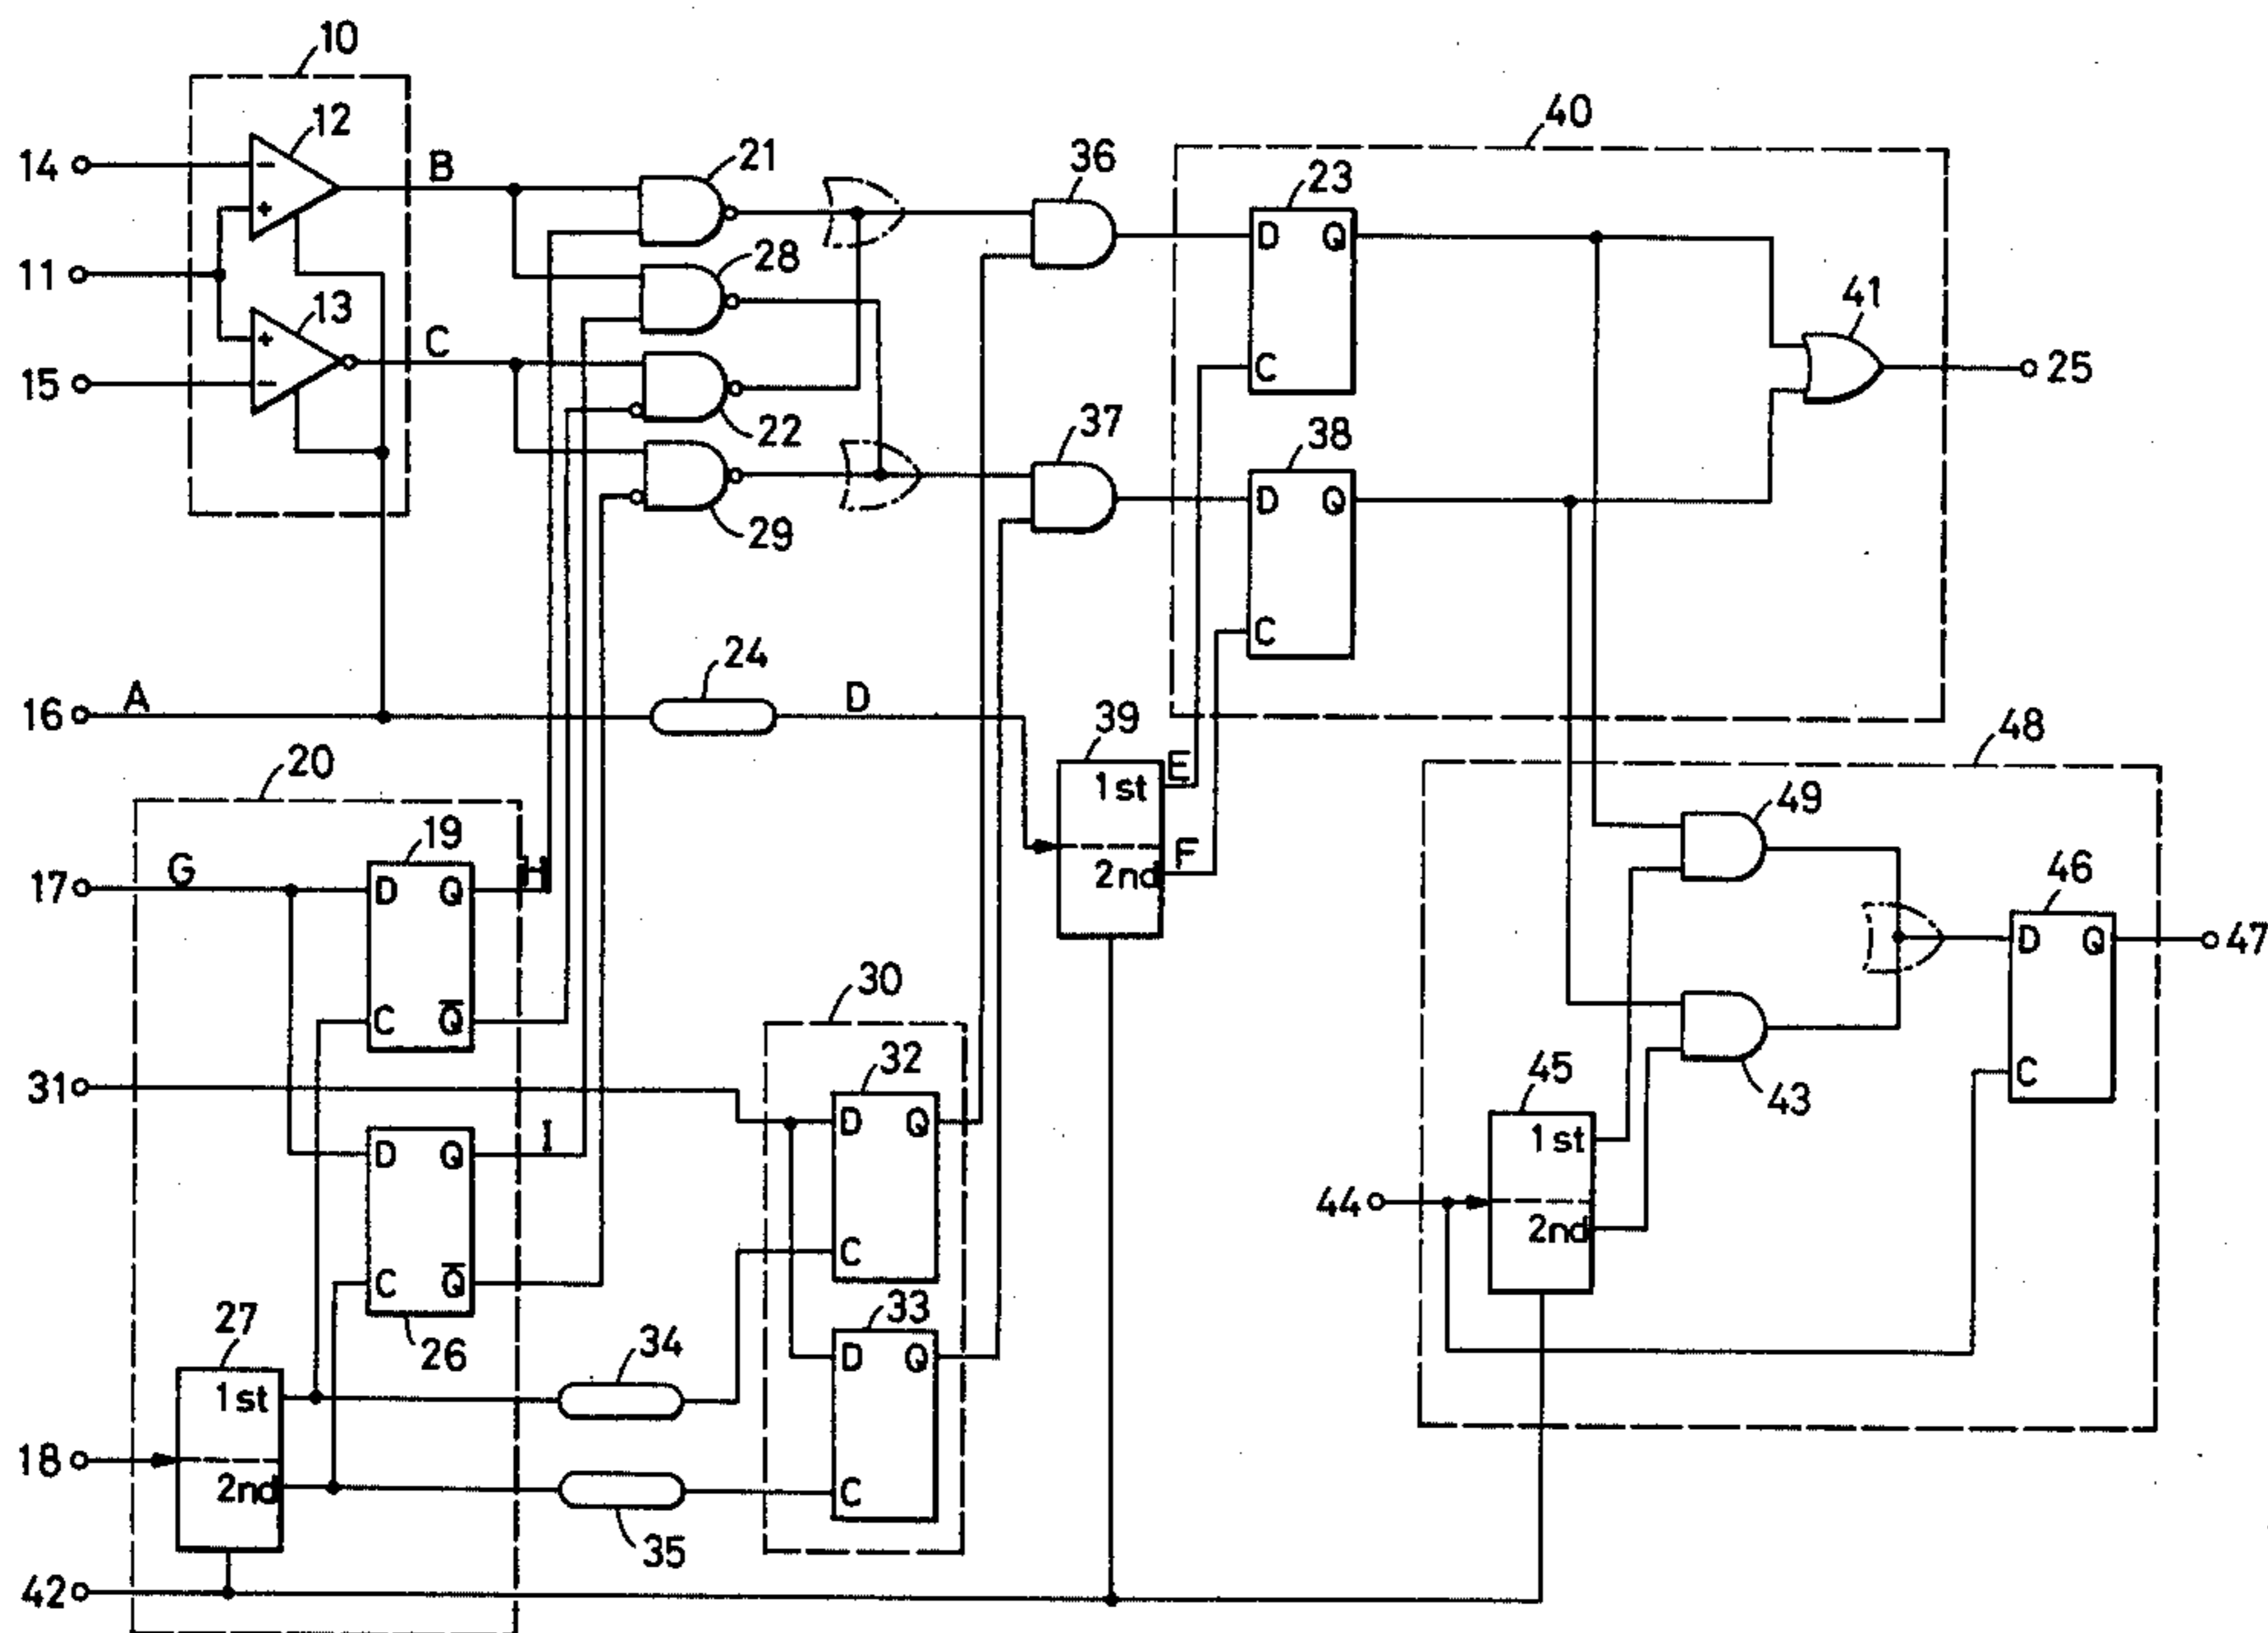 10
12
14
-
+
B
21
11
28
13
+
C
15
-
22
29
36
40
23
D Q
C
41
25
37
38
D Q
C
16
A
24
D
39
1st
E
2nd
F
48
20
19
17
G
D Q
H
C Q̅
49
46
D Q
47
C
30
31
32
D Q
C
43
45
1st
44
2nd
D Q
I
C Q̅
26
27
1st
34
33
D Q
C
18
2nd
35
42